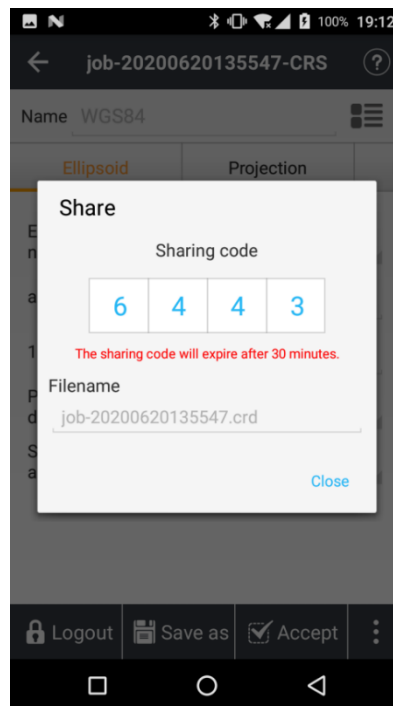 100% 19:12
job-20200620135547-CRS ?
Name WGS84
Ellipsoid Projection
Share
Sharing code
6 4 4 3
The sharing code will expire after 30 minutes.
Filename
job-20200620135547.crd
Close
Logout Save as Accept